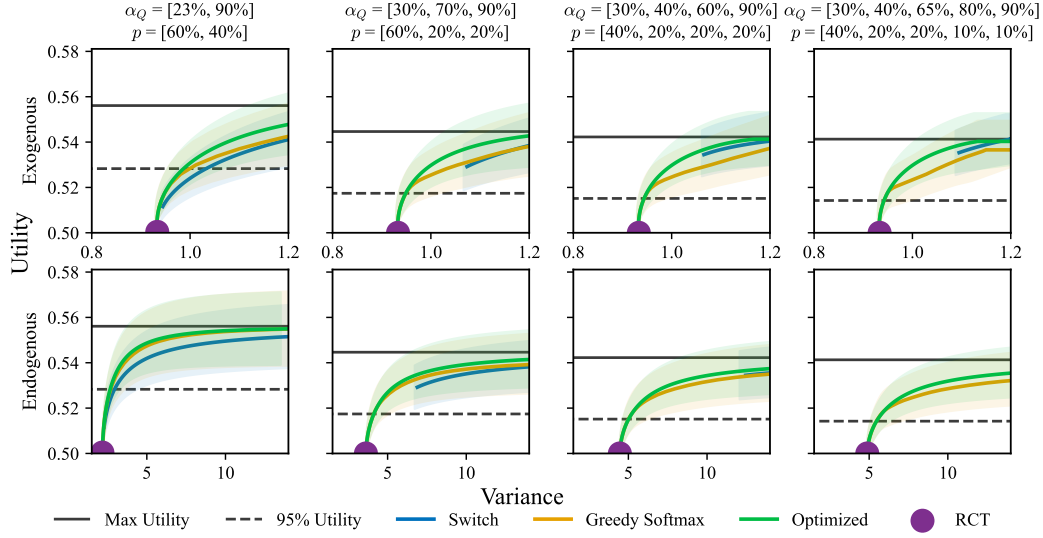 α_Q = [23%, 90%]
p = [60%, 40%]
α_Q = [30%, 70%, 90%]
p = [60%, 20%, 20%]
α_Q = [30%, 40%, 60%, 90%]
p = [40%, 20%, 20%, 20%]
α_Q = [30%, 40%, 65%, 80%, 90%]
p = [40%, 20%, 20%, 10%, 10%]
Utility
Exogenous
0.58
0.56
0.54
0.52
0.50
0.8 1.0 1.2
0.8 1.0 1.2
0.8 1.0 1.2
0.8 1.0 1.2
Endogenous
0.58
0.56
0.54
0.52
0.50
5 10
5 10
5 10
5 10
Variance
Max Utility 95% Utility Switch Greedy Softmax Optimized RCT